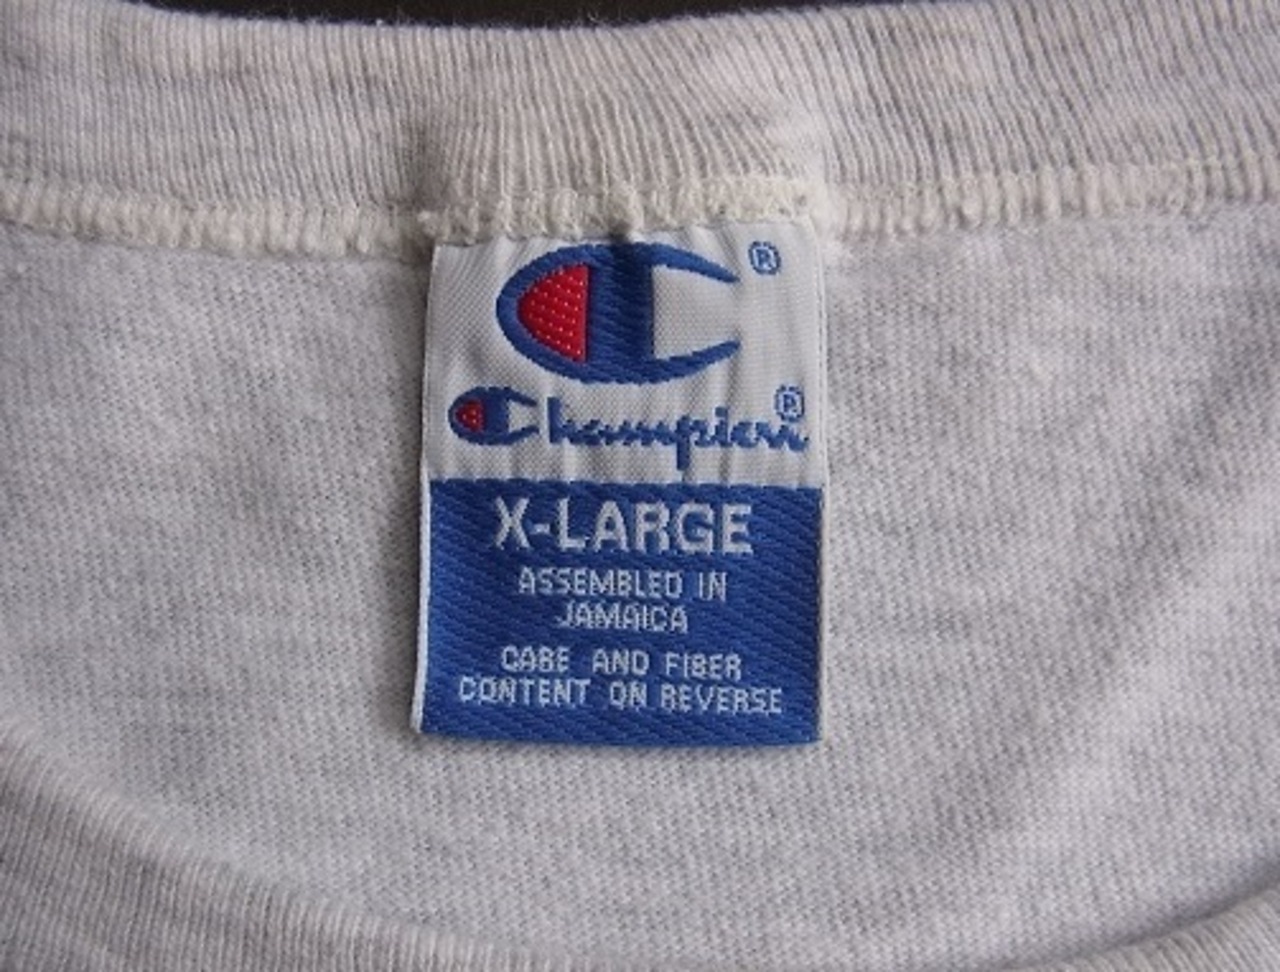 C ®
Champion ®
X-LARGE
ASSEMBLED IN
JAMAICA
CARE AND FIBER
CONTENT ON REVERSE